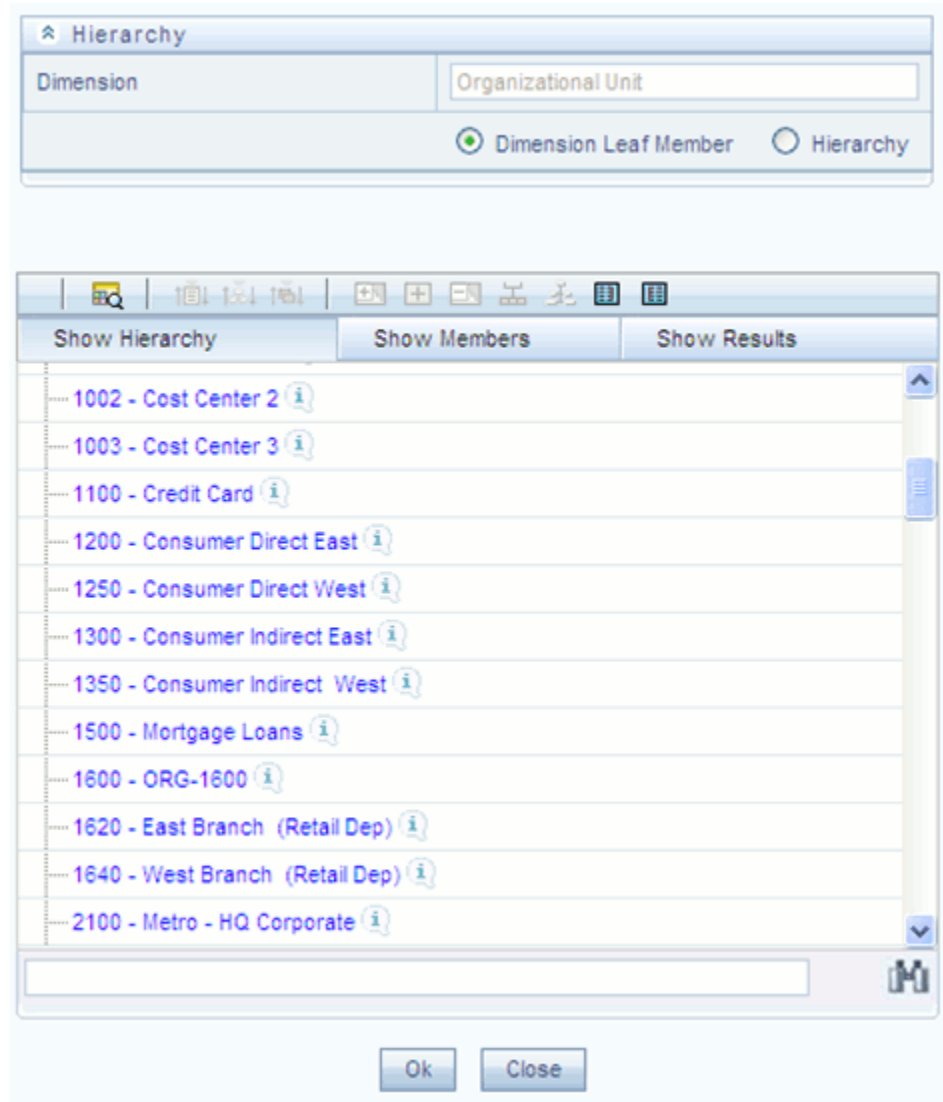 Hierarchy
Dimension
Organizational Unit
Dimension Leaf Member Hierarchy
Show Hierarchy Show Members Show Results
1002 - Cost Center 2
1003 - Cost Center 3
1100 - Credit Card
1200 - Consumer Direct East
1250 - Consumer Direct West
1300 - Consumer Indirect East
1350 - Consumer Indirect West
1500 - Mortgage Loans
1600 - ORG-1600
1620 - East Branch (Retail Dep)
1640 - West Branch (Retail Dep)
2100 - Metro - HQ Corporate
Ok Close